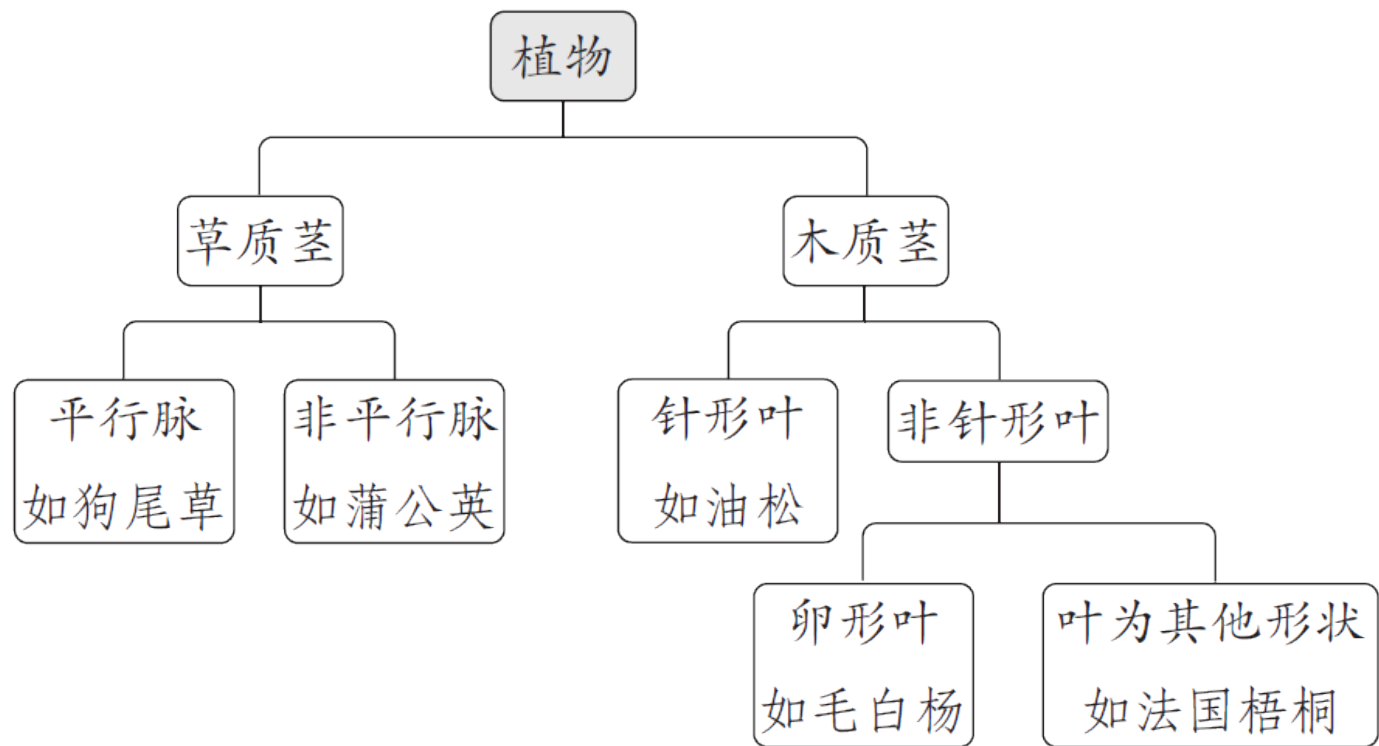 植物
草质茎
木质茎
平行脉
如狗尾草
非平行脉
如蒲公英
针形叶
如油松
非针形叶
卵形叶
如毛白杨
叶为其他形状
如法国梧桐